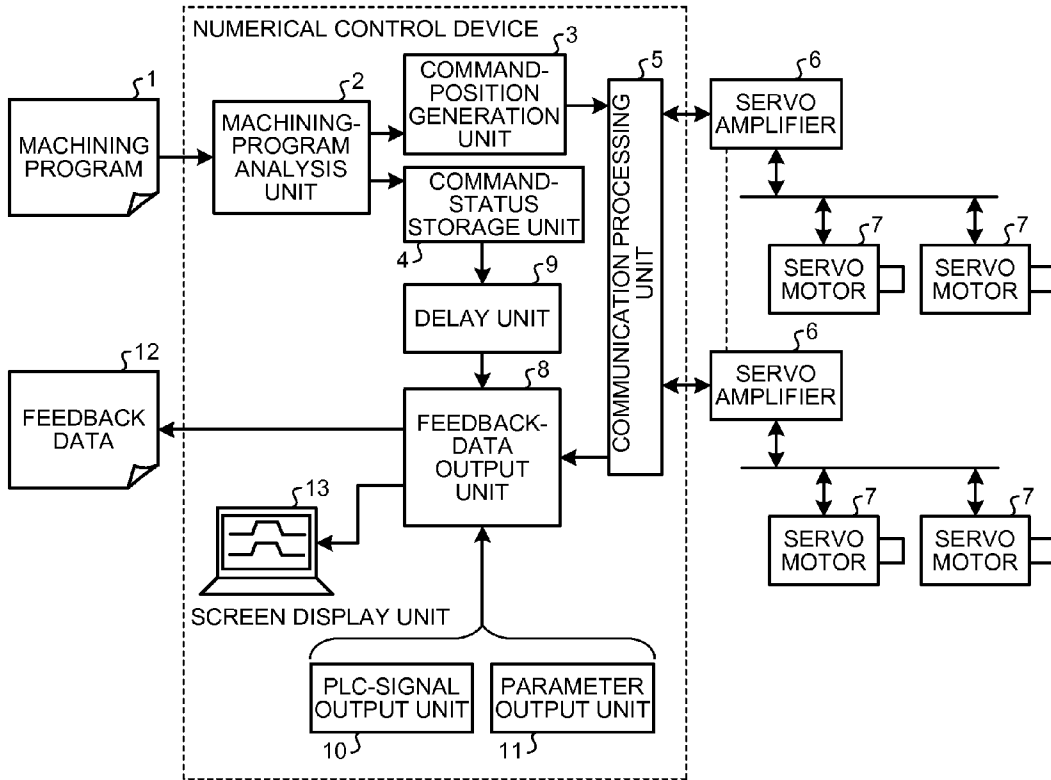 NUMERICAL CONTROL DEVICE
1
MACHINING
PROGRAM
2
MACHINING-
PROGRAM
ANALYSIS
UNIT
3
COMMAND-
POSITION
GENERATION
UNIT
COMMAND-
STATUS
STORAGE UNIT
4
5
COMMUNICATION PROCESSING
UNIT
6
SERVO
AMPLIFIER
7
SERVO
MOTOR
7
SERVO
MOTOR
9
DELAY UNIT
6
SERVO
AMPLIFIER
7
SERVO
MOTOR
7
SERVO
MOTOR
12
FEEDBACK
DATA
8
FEEDBACK-
DATA
OUTPUT
UNIT
13
SCREEN DISPLAY UNIT
PLC-SIGNAL
OUTPUT UNIT
10
PARAMETER
OUTPUT UNIT
11